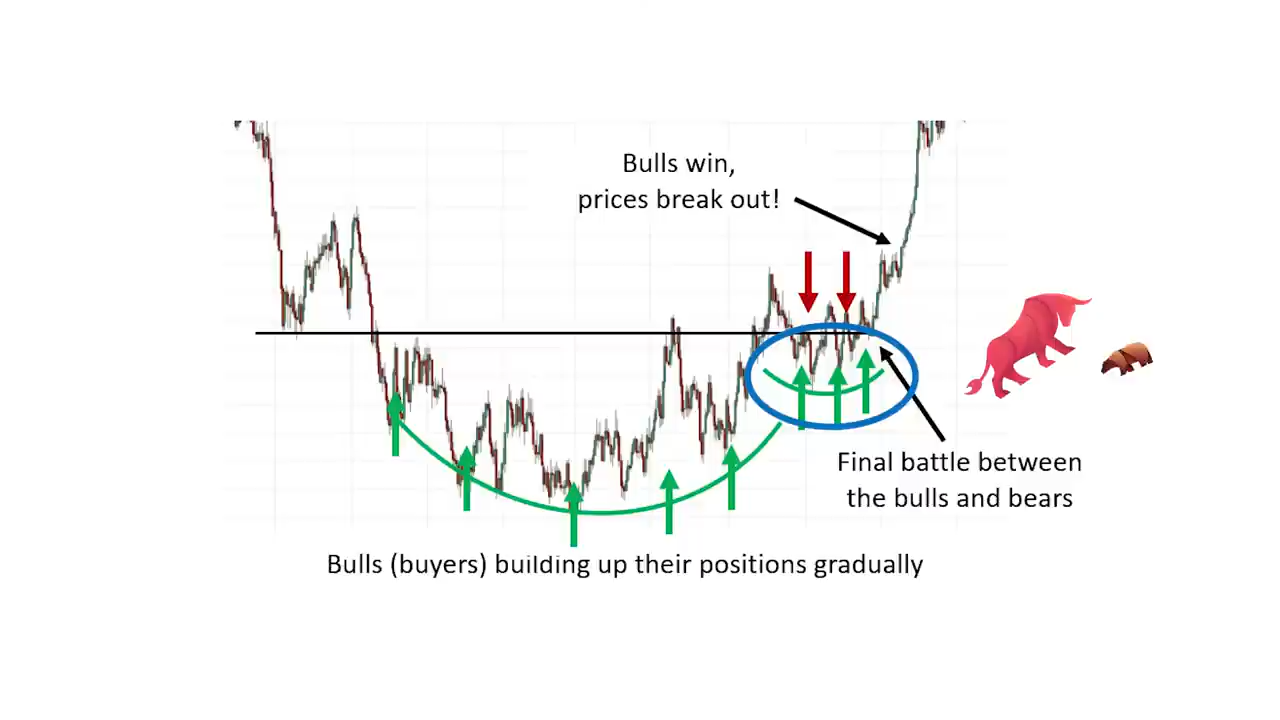 Bulls win,
prices break out!
Final battle between
the bulls and bears
Bulls (buyers) building up their positions gradually